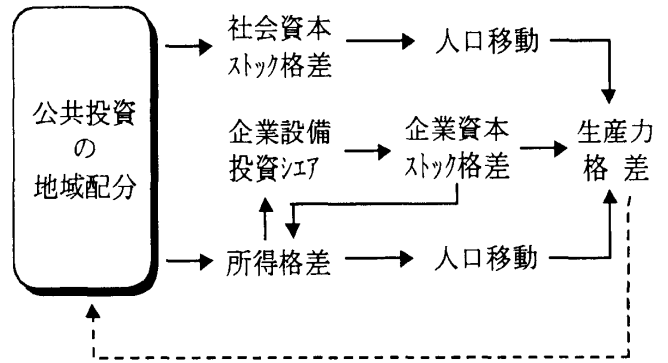 公共投資
の
地域配分
社会資本
ストック格差
人口移動
企業設備
投資シェア
企業資本
ストック格差
生産力
格 差
所得格差
人口移動